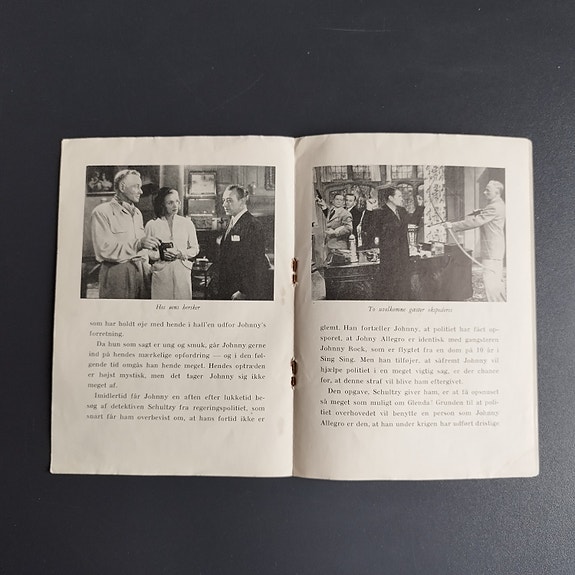 Hos øens hersker
som har holdt øje med hende i hall'en udfor Johnny's
forretning.
Da hun som sagt er ung og smuk, går Johnny gerne
ind på hendes mærkelige opfordring — og i den føl-
gende tid omgås han hende meget. Hendes optræden
er højst mystisk, men det tager Johnny sig ikke
meget af.
Imidlertid får Johnny en aften efter lukketid be-
søg af detektiven Schultzy fra regeringspolitiet, som
snart får ham overbevist om, at hans fortid ikke er
To uvelkomne gæster ekspederes
glemt. Han fortæller Johnny, at politiet har fået op-
sporet, at Johny Allegro er identisk med gangsteren
Johnny Rock, som er flygtet fra en dom på 19 år i
Sing Sing. Men han tilføjer, at såfremt Johnny vil
hjælpe politiet i en meget vigtig sag, er der chance
for, at denne straf vil blive ham eftergivet.
Den opgave, Schultzy giver ham, er at få opsnuset
så meget som muligt om Glenda! Grunden til at poli-
tiet overhovedet vil benytte en person som Johnny
Allegro er den, at han under krigen har udført dristige